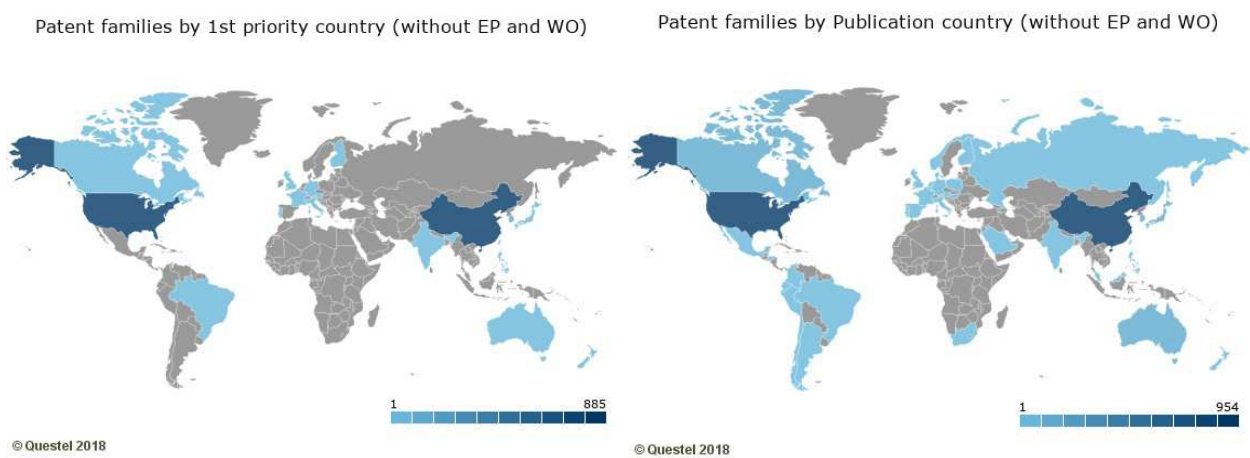 Patent families by 1st priority country (without EP and WO)
1 885
© Questel 2018
Patent families by Publication country (without EP and WO)
1 954
© Questel 2018